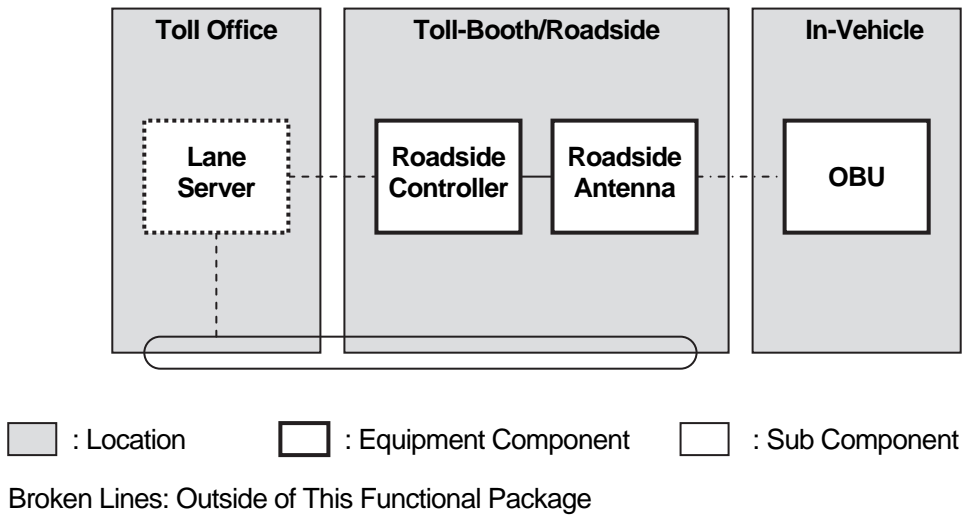 Toll Office
Toll-Booth/Roadside
In-Vehicle
Lane
Server
Roadside
Controller
Roadside
Antenna
OBU
: Location
: Equipment Component
: Sub Component
Broken Lines: Outside of This Functional Package